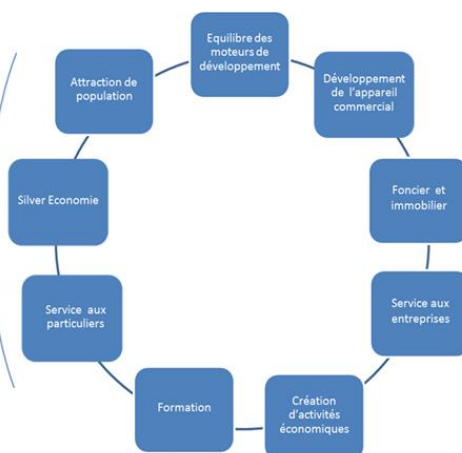 Equilibre des
moteurs de
développement
Développement
de l'appareil
commercial
Foncier et
immobilier
Service aux
entreprises
Création
d'activités
économiques
Formation
Service aux
particuliers
Silver Economie
Attraction de
population